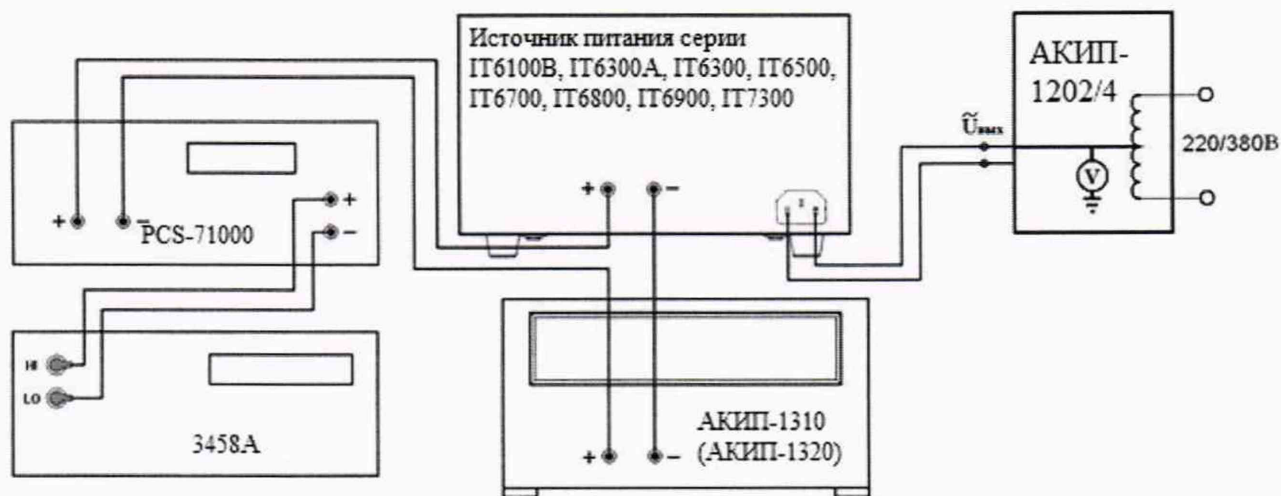 Источник питания серии
IT6100B, IT6300A, IT6300, IT6500,
IT6700, IT6800, IT6900, IT7300
+ −
АКИП-
1202/4
Ũвых
220/380В
V
+ −
PCS-71000
+
−
HI
LO
3458A
АКИП-1310
(АКИП-1320)
+ −